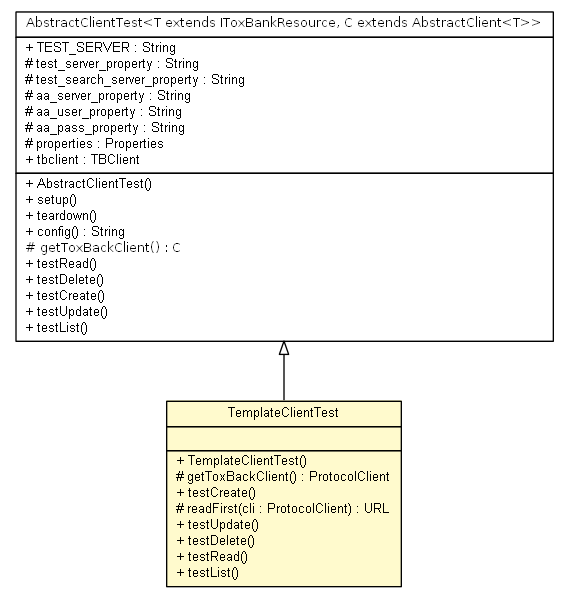 AbstractClientTest<T extends IToxBankResource, C extends AbstractClient<T>>
+ TEST_SERVER : String
# test_server_property : String
# test_search_server_property : String
# aa_server_property : String
# aa_user_property : String
# aa_pass_property : String
# properties : Properties
+ tbclient : TBClient
+ AbstractClientTest()
+ setup()
+ teardown()
+ config() : String
# getToxBackClient() : C
+ testRead()
+ testDelete()
+ testCreate()
+ testUpdate()
+ testList()
TemplateClientTest
+ TemplateClientTest()
# getToxBackClient() : ProtocolClient
+ testCreate()
# readFirst(cli : ProtocolClient) : URL
+ testUpdate()
+ testDelete()
+ testRead()
+ testList()